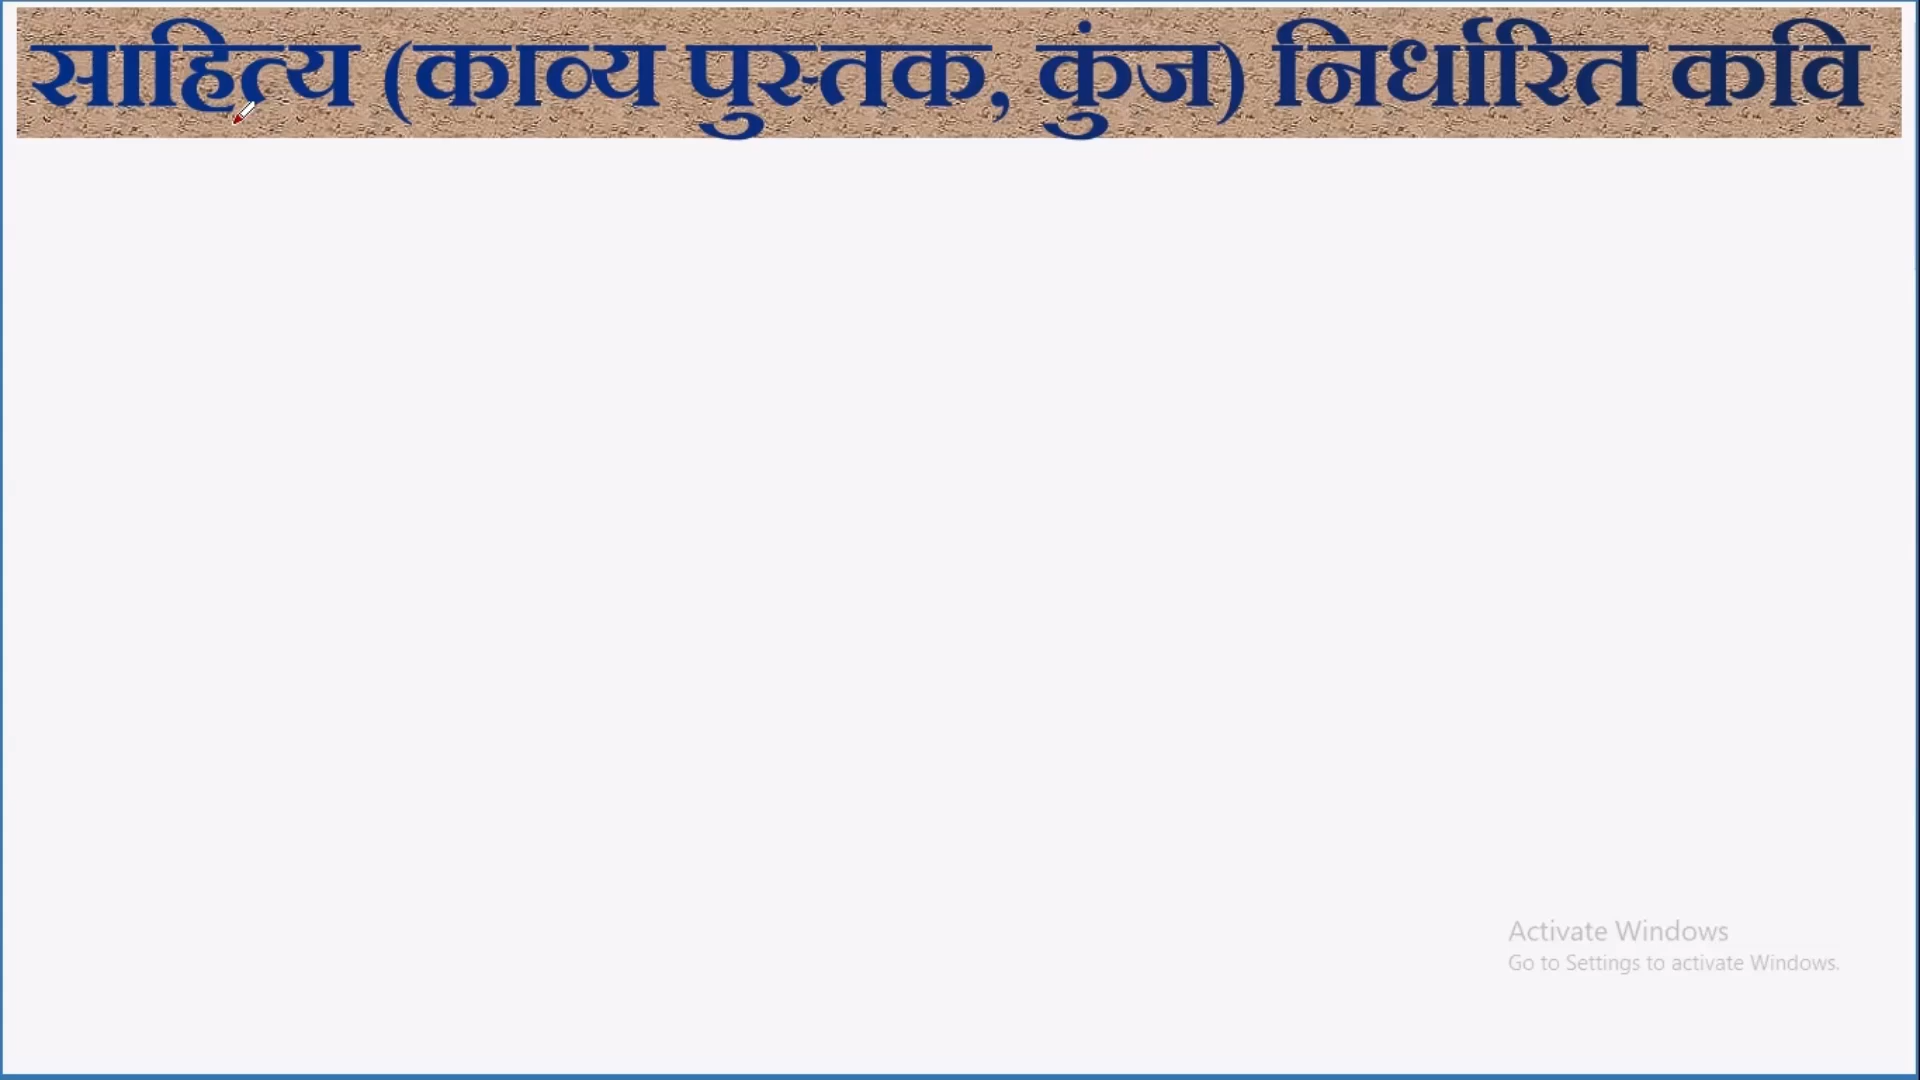 साहित्य (काव्य पुस्तक, कुंज) निर्धारित कवि
Activate Windows
Go to Settings to activate Windows.